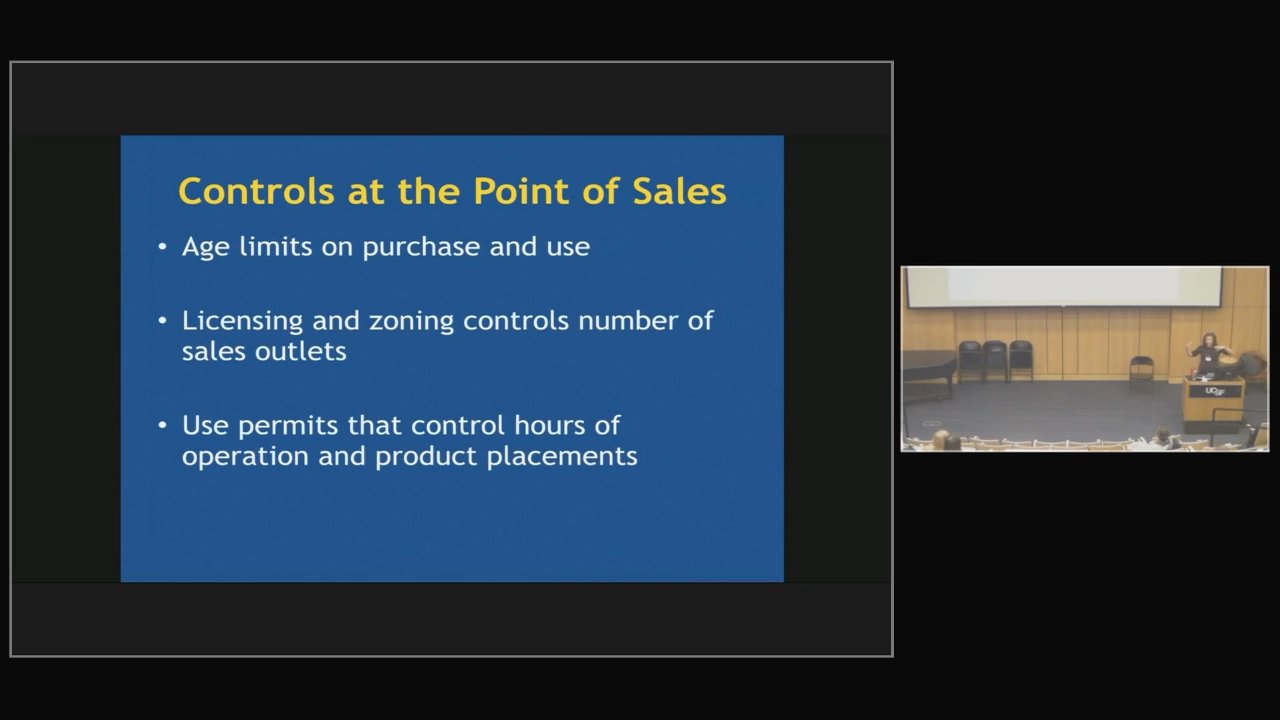 Controls at the Point of Sales
• Age limits on purchase and use
• Licensing and zoning controls number of
sales outlets
• Use permits that control hours of
operation and product placements
UCSF